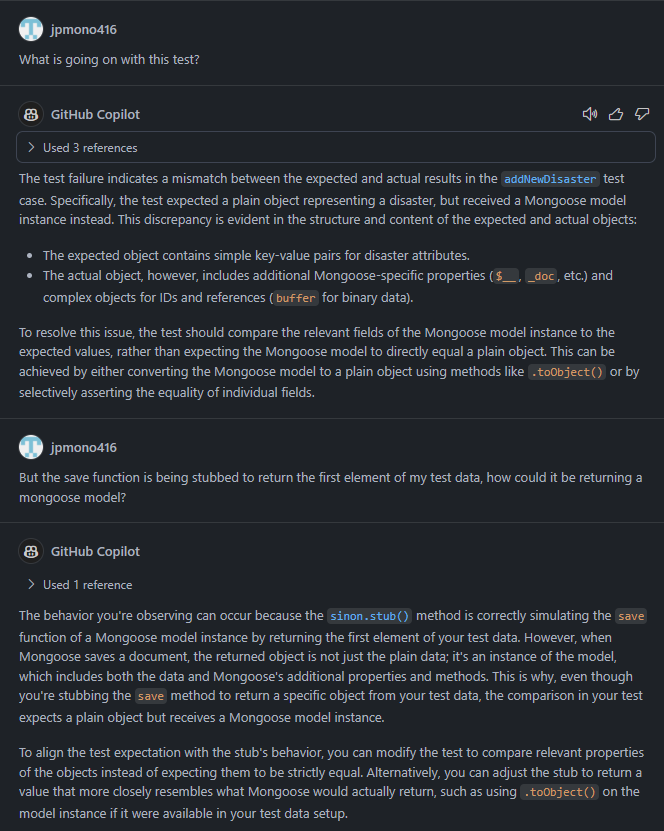 jpmono416
What is going on with this test?
GitHub Copilot
Used 3 references
The test failure indicates a mismatch between the expected and actual results in the addNewDisaster test
case. Specifically, the test expected a plain object representing a disaster, but received a Mongoose model
instance instead. This discrepancy is evident in the structure and content of the expected and actual objects:
• The expected object contains simple key-value pairs for disaster attributes.
• The actual object, however, includes additional Mongoose-specific properties ($__, _doc, etc.) and
complex objects for IDs and references (buffer for binary data).
To resolve this issue, the test should compare the relevant fields of the Mongoose model instance to the
expected values, rather than expecting the Mongoose model to directly equal a plain object. This can be
achieved by either converting the Mongoose model to a plain object using methods like .toObject() or by
selectively asserting the equality of individual fields.
jpmono416
But the save function is being stubbed to return the first element of my test data, how could it be returning a
mongoose model?
GitHub Copilot
Used 1 reference
The behavior you're observing can occur because the sinon.stub() method is correctly simulating the save
function of a Mongoose model instance by returning the first element of your test data. However, when
Mongoose saves a document, the returned object is not just the plain data; it's an instance of the model,
which includes both the data and Mongoose's additional properties and methods. This is why, even though
you're stubbing the save method to return a specific object from your test data, the comparison in your test
expects a plain object but receives a Mongoose model instance.
To align the test expectation with the stub's behavior, you can modify the test to compare relevant properties
of the objects instead of expecting them to be strictly equal. Alternatively, you can adjust the stub to return a
value that more closely resembles what Mongoose would actually return, such as using .toObject() on the
model instance if it were available in your test data setup.